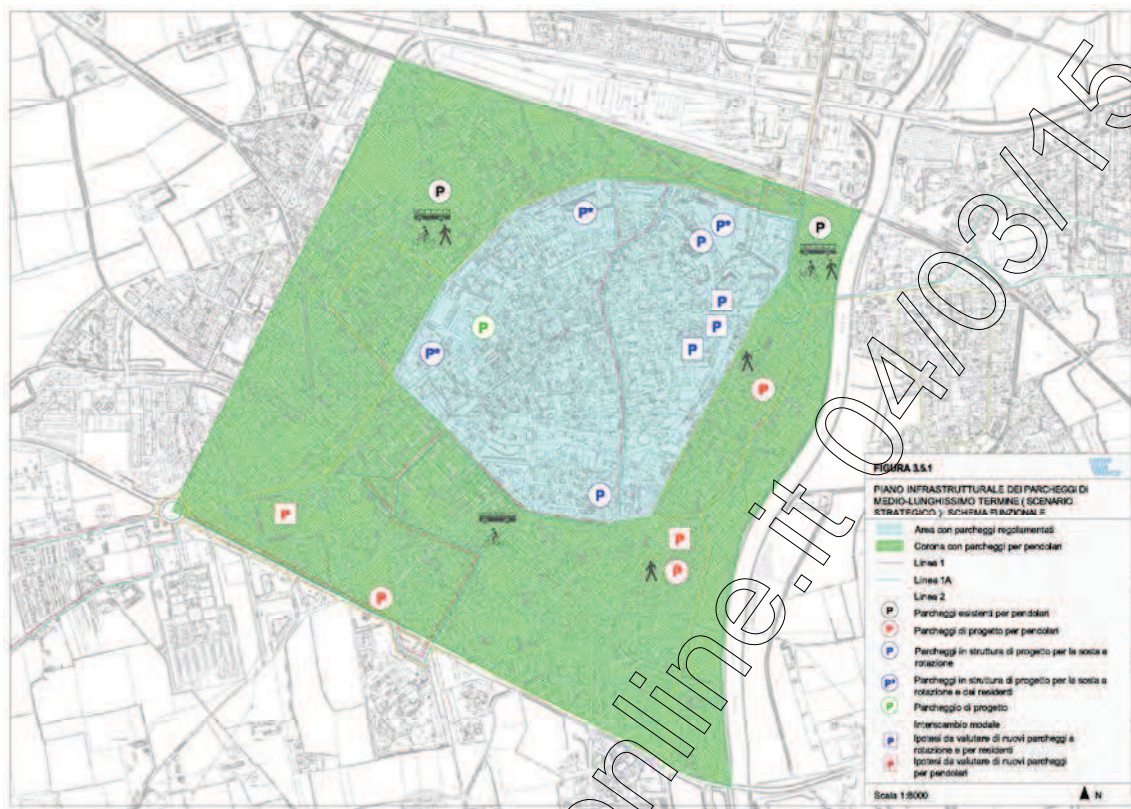 P
P*
P*
P
P
P
P
P
P
P*
P
P
P
P
P
P
P
online.it 04/03/15
FIGURA 3.5.1
PIANO INFRASTRUTTURALE DEI PARCHEGGI DI
MEDIO-LUNGHISSIMO TERMINE ( SCENARIO
STRATEGICO ): SCHEMA FUNZIONALE
Area con parcheggi regolamentati
Corona con parcheggi per pendolari
Linea 1
Linea 1A
Linea 2
P Parcheggi esistenti per pendolari
P Parcheggi di progetto per pendolari
P Parcheggi in struttura di progetto per la sosta a
rotazione
P* Parcheggi in struttura di progetto per la sosta a
rotazione e dei residenti
P Parcheggio di progetto
Interscambio modale
P Ipotesi da valutare di nuovi parcheggi a
rotazione e per residenti
P Ipotesi da valutare di nuovi parcheggi
per pendolari
Scala 1:8000
N